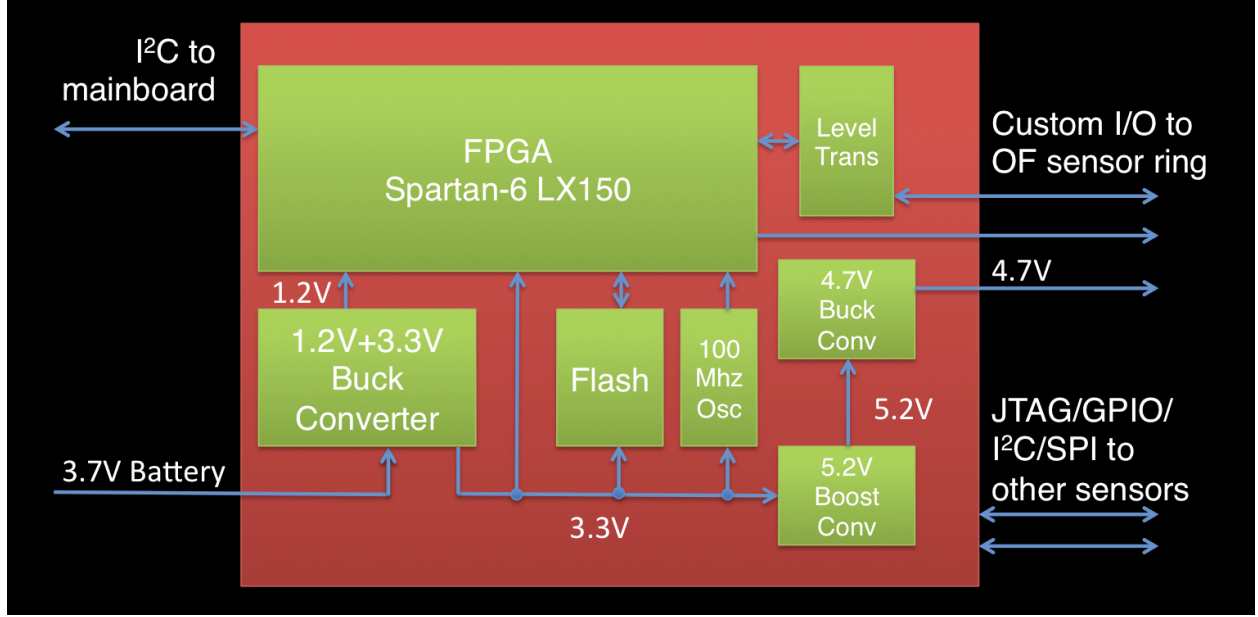 I²C to
mainboard
FPGA
Spartan-6 LX150
Level
Trans
Custom I/O to
OF sensor ring
1.2V
4.7V
Buck
Conv
4.7V
1.2V+3.3V
Buck
Converter
Flash
100
Mhz
Osc
5.2V
3.7V Battery
5.2V
Boost
Conv
JTAG/GPIO/
I²C/SPI to
other sensors
3.3V